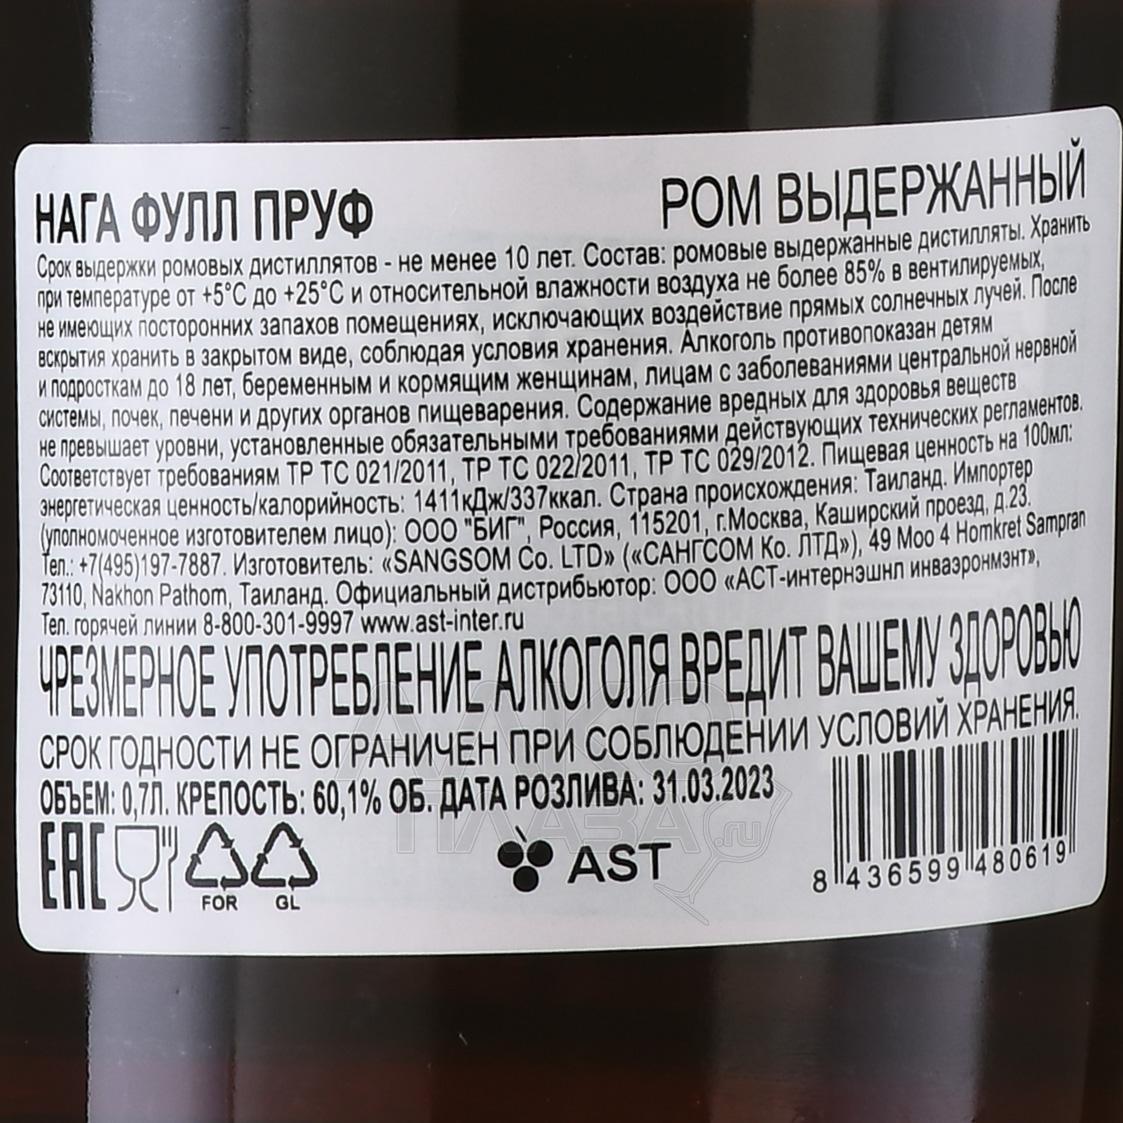 НАГА ФУЛЛ ПРУФ РОМ ВЫДЕРЖАННЫЙ
Срок выдержки ромовых дистиллятов - не менее 10 лет. Состав: ромовые выдержанные дистилляты. Хранить
при температуре от +5°С до +25°С и относительной влажности воздуха не более 85% в вентилируемых,
не имеющих посторонних запахов помещениях, исключающих воздействие прямых солнечных лучей. После
вскрытия хранить в закрытом виде, соблюдая условия хранения. Алкоголь противопоказан детям
и подросткам до 18 лет, беременным и кормящим женщинам, лицам с заболеваниями центральной нервной
системы, почек, печени и других органов пищеварения. Содержание вредных для здоровья веществ
не превышает уровни, установленные обязательными требованиями действующих технических регламентов.
Соответствует требованиям ТР ТС 021/2011, ТР ТС 022/2011, ТР ТС 029/2012. Пищевая ценность на 100мл:
энергетическая ценность/калорийность: 1411кДж/337ккал. Страна происхождения: Таиланд. Импортер
(уполномоченное изготовителем лицо): ООО "БИГ", Россия, 115201, г.Москва, Каширский проезд, д.23.
Тел.: +7(495)197-7887. Изготовитель: «SANGSOM Co. LTD» («САНГСОМ Ко. ЛТД»), 49 Moo 4 Homkret Sampran
73110, Nakhon Pathom, Таиланд. Официальный дистрибьютор: ООО «АСТ-интернэшнл инваэронмэнт»,
Тел. горячей линии 8-800-301-9997 www.ast-inter.ru
ЧРЕЗМЕРНОЕ УПОТРЕБЛЕНИЕ АЛКОГОЛЯ ВРЕДИТ ВАШЕМУ ЗДОРОВЬЮ
СРОК ГОДНОСТИ НЕ ОГРАНИЧЕН ПРИ СОБЛЮДЕНИИ УСЛОВИЙ ХРАНЕНИЯ.
ОБЪЕМ: 0,7Л. КРЕПОСТЬ: 60,1% ОБ. ДАТА РОЗЛИВА: 31.03.2023
EAC FOR GL AST 8 436599 480619
АЛКО
ПЛАЗА.ru